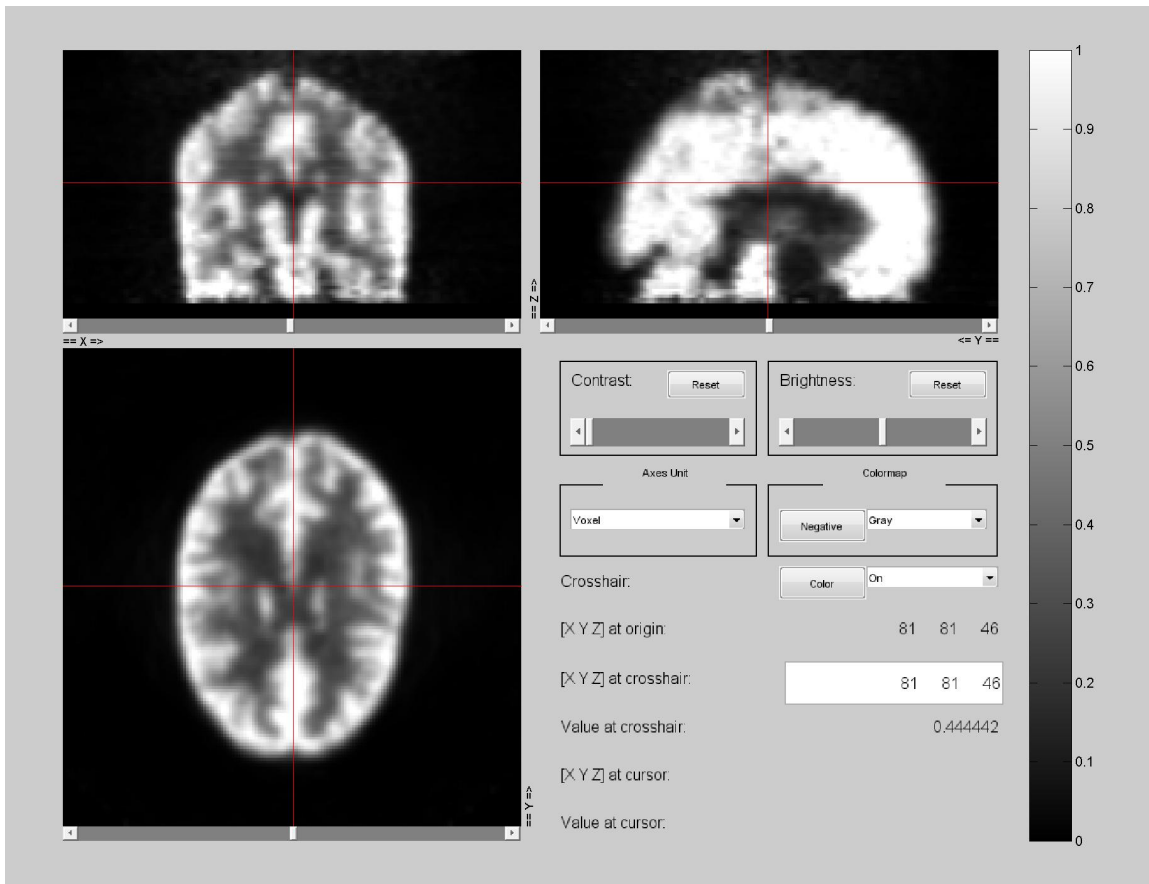 1
0.9
0.8
0.7
0.6
0.5
0.4
0.3
0.2
0.1
0
== Z =>
== X =>
<= Y ==
== Y =>
Contrast: Reset
Brightness: Reset
Axes Unit
Voxel
Colormap
Negative Gray
Crosshair: Color On
[X Y Z] at origin: 81 81 46
[X Y Z] at crosshair: 81 81 46
Value at crosshair: 0.444442
[X Y Z] at cursor:
Value at cursor: